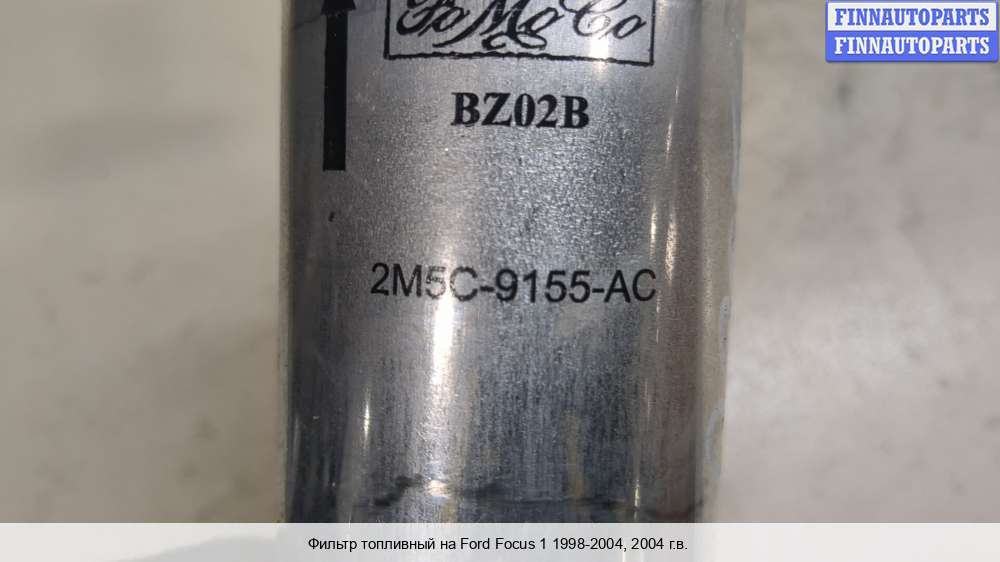 FINNAUTOPARTS
FINNAUTOPARTS
FoMoCo
BZ02B
2M5C-9155-AC
Фильтр топливный на Ford Focus 1 1998-2004, 2004 г.в.